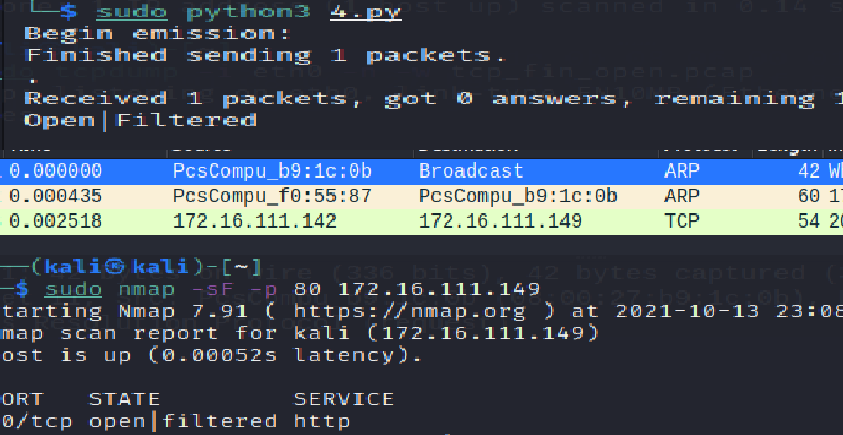 └─$ sudo python3 4.py
Begin emission:
Finished sending 1 packets.
.
Received 1 packets, got 0 answers, remaining 1
Open|Filtered
0.000000 PcsCompu_b9:1c:0b Broadcast ARP 42
0.000435 PcsCompu_f0:55:87 PcsCompu_b9:1c:0b ARP 60
0.002518 172.16.111.142 172.16.111.149 TCP 54
──(kali㉿kali)-[~]
─$ sudo nmap -sF -p 80 172.16.111.149
tarting Nmap 7.91 ( https://nmap.org ) at 2021-10-13 23:08
map scan report for kali (172.16.111.149)
ost is up (0.00052s latency).
ORT STATE SERVICE
0/tcp open|filtered http